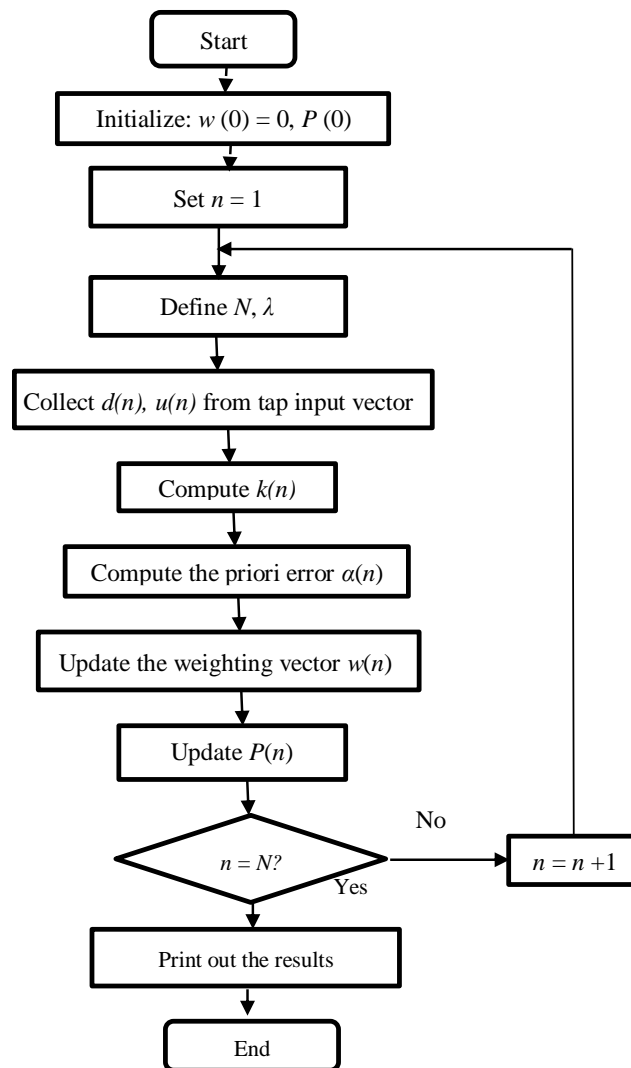 Start
Initialize: w (0) = 0, P (0)
Set n = 1
Define N, λ
Collect d(n), u(n) from tap input vector
Compute k(n)
Compute the priori error α(n)
Update the weighting vector w(n)
Update P(n)
No
n = N?
n = n +1
Yes
Print out the results
End